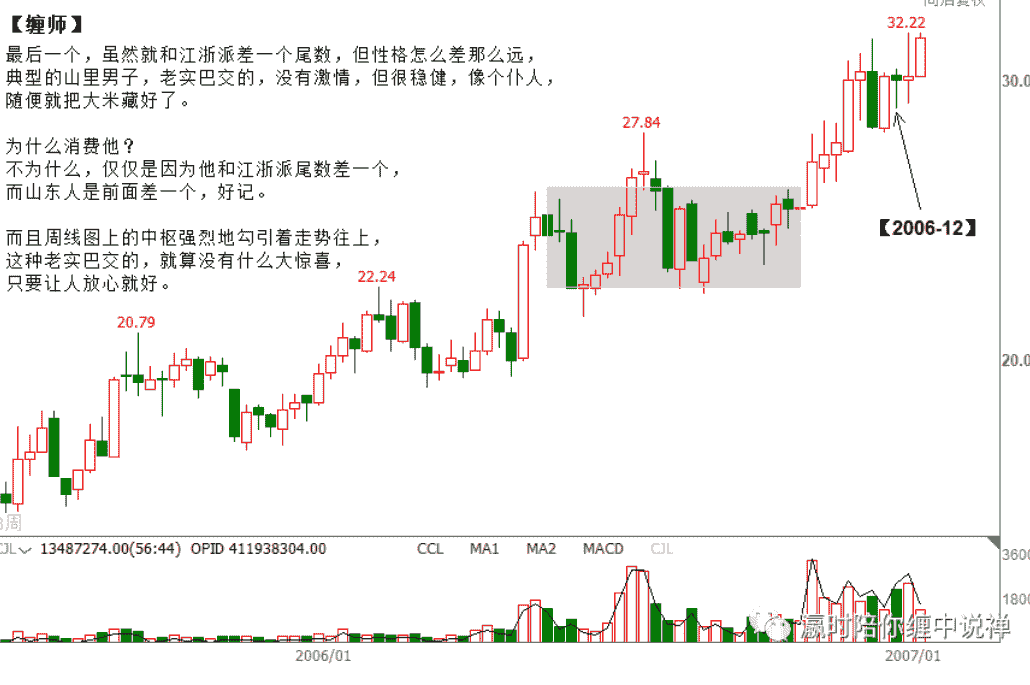 向后复权
【缠师】
最后一个，虽然就和江浙派差一个尾数，但性格怎么差那么远，
典型的山里男子，老实巴交的，没有激情，但很稳健，像个仆人，
随便就把大米藏好了。
为什么消费他？
不为什么，仅仅是因为他和江浙派尾数差一个，
而山东人是前面差一个，好记。
而且周线图上的中枢强烈地勾引着走势往上，
这种老实巴交的，就算没有什么大惊喜，
只要让人放心就好。
32.22
30.0
27.84
【2006-12】
22.24
20.79
20.0
周
CJL 13487274.00(56:44) OPID 411938304.00 CCL MA1 MA2 MACD CJL
3600
1800
赢时陪你缠中说禅
2006/01 2007/01